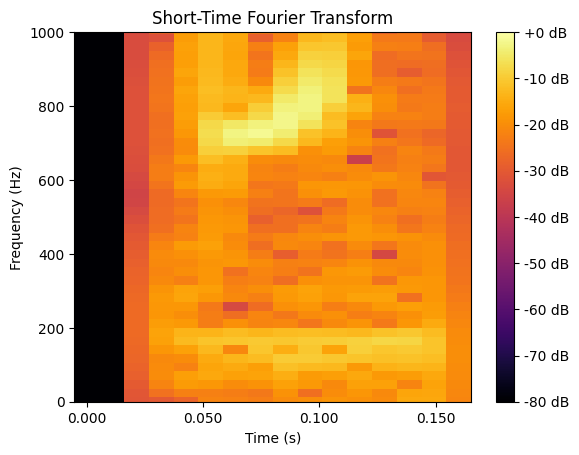 Short-Time Fourier Transform
1000
800
600
400
200
0
Frequency (Hz)
0.000
0.050
0.100
0.150
Time (s)
+0 dB
-10 dB
-20 dB
-30 dB
-40 dB
-50 dB
-60 dB
-70 dB
-80 dB